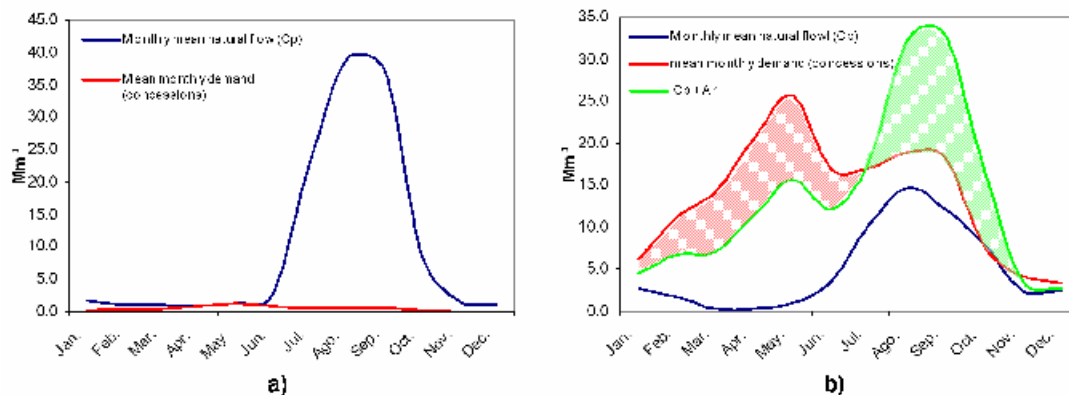 45.0
40.0
35.0
30.0
25.0
20.0
15.0
10.0
5.0
0.0
Mm³
Monthly mean natural flow (Cp)
Mean monthly demand
(concessions)
Jan. Feb. Mar. Apr. May Jun. Jul. Ago. Sep. Oct. Nov. Dec.
a)
35.0
30.0
25.0
20.0
15.0
10.0
5.0
0.0
Mm³
Monthly mean natural flowl (Cp)
mean monthly demand (concessions)
Jan. Feb. Mar. Apr. May. Jun. Jul. Ago. Sep. Oct. Nov. Dec.
b)